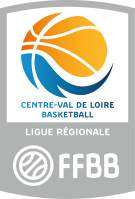 CENTRE-VAL DE LOIRE
BASKETBALL
LIGUE RÉGIONALE
FFBB